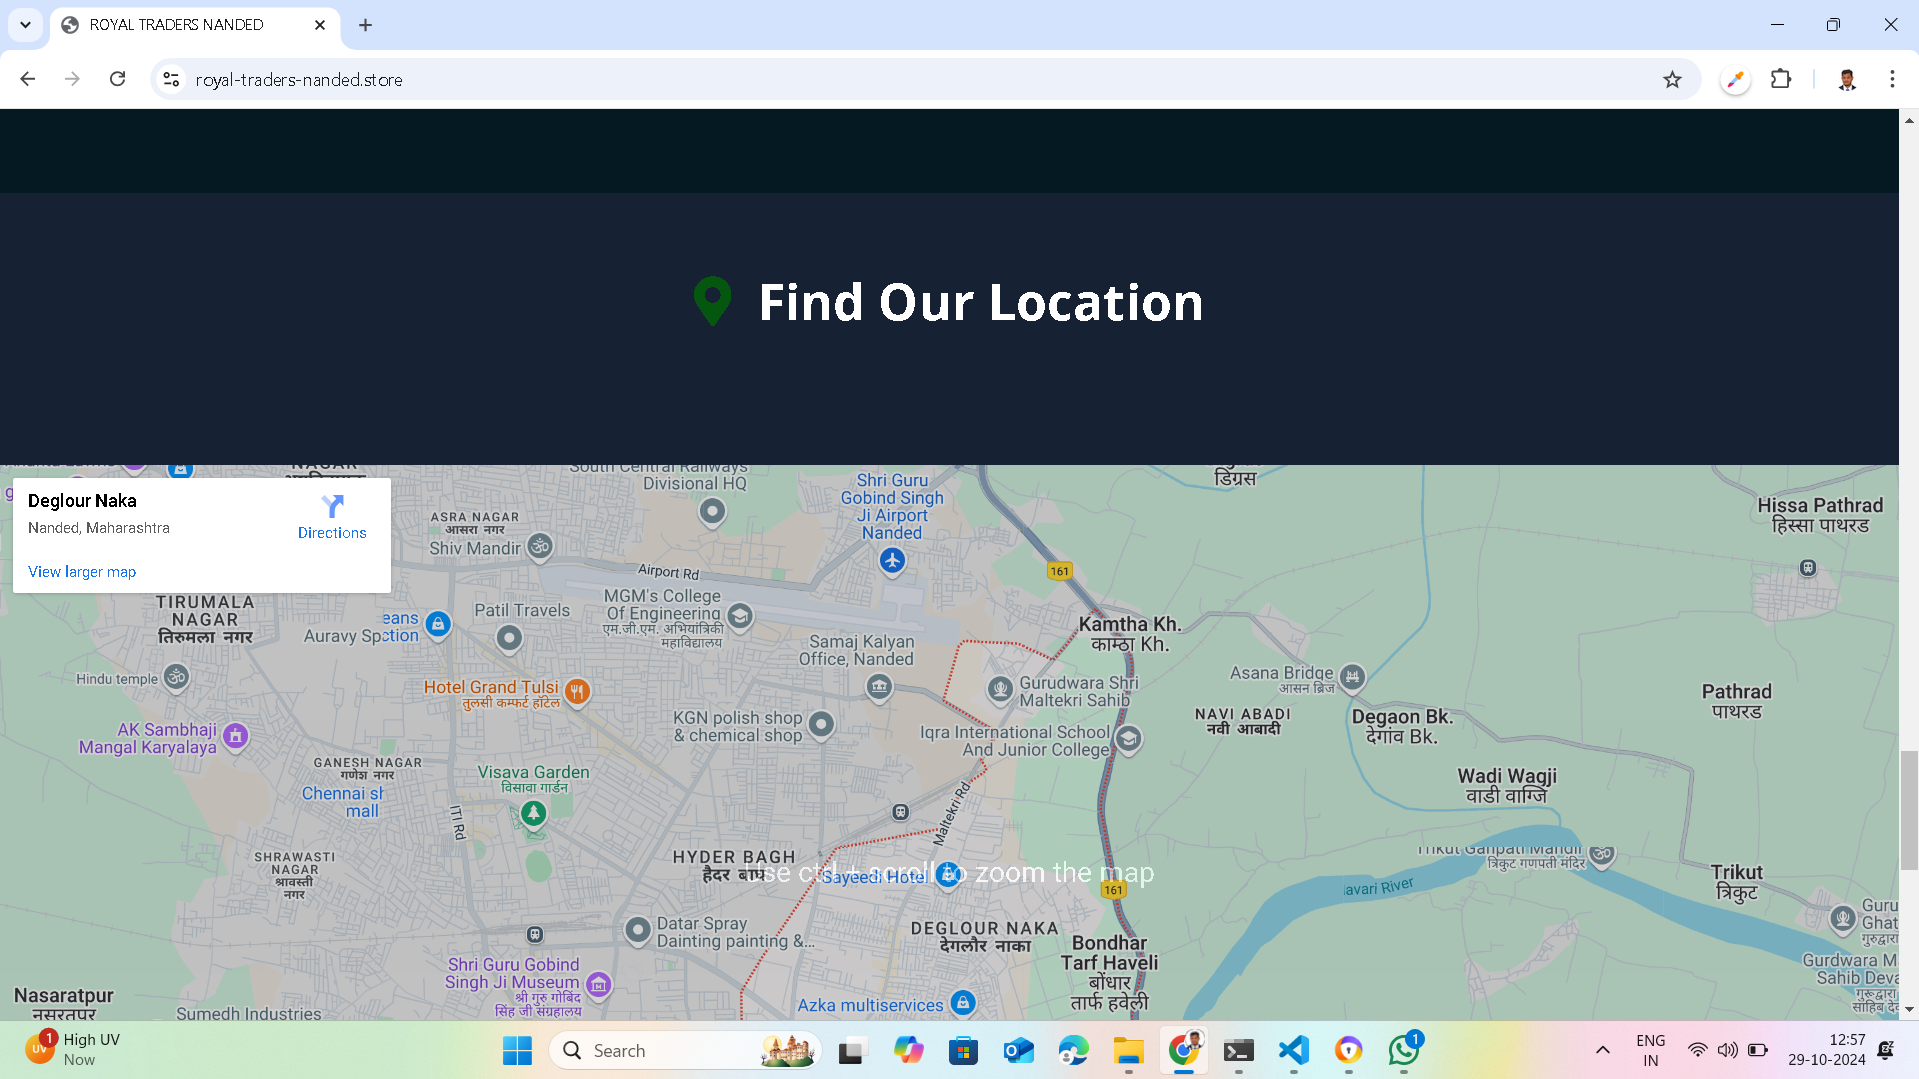 ROYAL TRADERS NANDED
royal-traders-nanded.store
Find Our Location
Deglour Naka
Nanded, Maharashtra
Directions
View larger map
NAGAR
South Central Railways
Divisional HQ
Shri Guru
Gobind Singh
Ji Airport
Nanded
डिग्रस
Hissa Pathrad
हिस्सा पाथरड
ASRA NAGAR
आसरा नगर
Shiv Mandir
Airport Rd
161
TIRUMALA
NAGAR
तिरुमला नगर
eans
Auravy Spction
Patil Travels
MGM's College
Of Engineering
एम.जी.एम. अभियांत्रिकी
महाविद्यालय
Samaj Kalyan
Office, Nanded
Kamtha Kh.
काम्ठा Kh.
Hindu temple
Hotel Grand Tulsi
तुलसी कम्फर्ट हॉटेल
Gurudwara Shri
Maltekri Sahib
Asana Bridge
आसन ब्रिज
Pathrad
पाथरड
AK Sambhaji
Mangal Karyalaya
KGN polish shop
& chemical shop
Iqra International School
And Junior College
NAVI ABADI
नवी आबादी
Degaon Bk.
देगांव Bk.
GANESH NAGAR
गणेश नगर
Chennai sh
mall
Visava Garden
विसावा गार्डन
ITI Rd
Maltekri Rd
Wadi Wagji
वाडी वाग्जि
SHRAWASTI
NAGAR
श्रावस्ती
नगर
HYDER BAGH
हैदर बाघ
Use ctrl + scroll to zoom the map
Sayeedi Hotel
161
Trikut Ganpati Mandir
त्रिकुट गणपती मंदिर
Trikut
त्रिकुट
avari River
Datar Spray
Dainting painting &...
DEGLOUR NAKA
देगलौर नाका
Bondhar
Tarf Haveli
बोंधार
तार्फ हवेली
Guru
Ghat
गुरुद्वारा
Gurdwara M
Sahib Deva
गुरूद्वारा
साहिब दे
Shri Guru Gobind
Singh Ji Museum
श्री गुरु गोबिंद
सिंह जी संग्रहालय
Azka multiservices
Nasaratpur
नसरतपुर
Sumedh Industries
UV
1
High UV
Now
Search
1
ENG
IN
12:57
29-10-2024